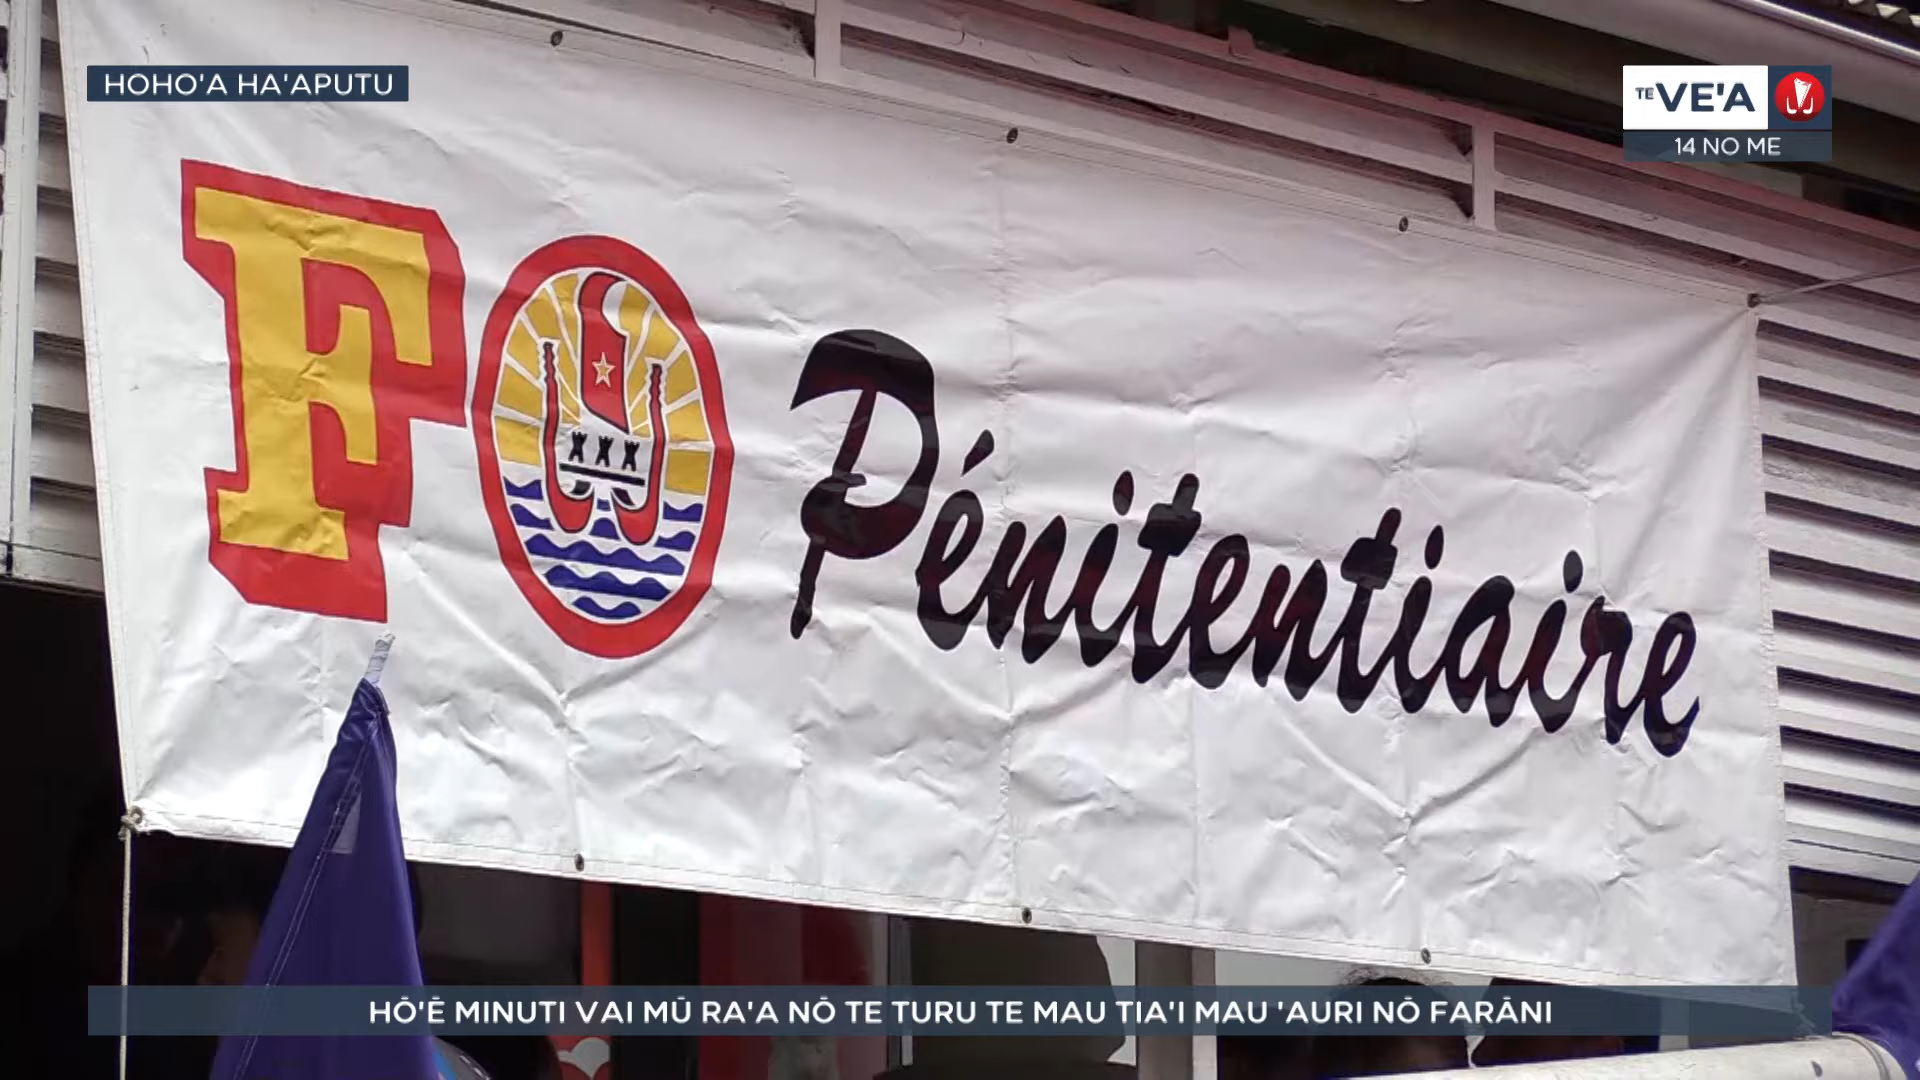 HOHO'A HA'APUTU
TE VE'A
14 NO ME
FO Pénitentiaire
HŌ'Ē MINUTI VAI MŪ RA'A NŌ TE TURU TE MAU TIA'I MAU 'AURI NŌ FARĀNI